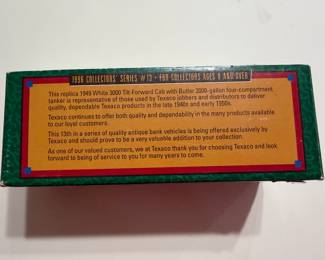 1996 COLLECTORS' SERIES #13 - FOR COLLECTORS AGES 8 AND OVER
This replica 1949 White 3000 Tilt-Forward Cab with Butler 3000-gallon four-compartment
tanker is representative of those used by Texaco jobbers and distributors to deliver
quality, dependable Texaco products in the late 1940s and early 1950s.
Texaco continues to offer both quality and dependability in the many products available
to our loyal customers.
This 13th in a series of quality antique bank vehicles is being offered exclusively by
Texaco and should prove to be a very valuable addition to your collection.
As one of our valued customers, we at Texaco thank you for choosing Texaco and look
forward to being of service to you for many years to come.